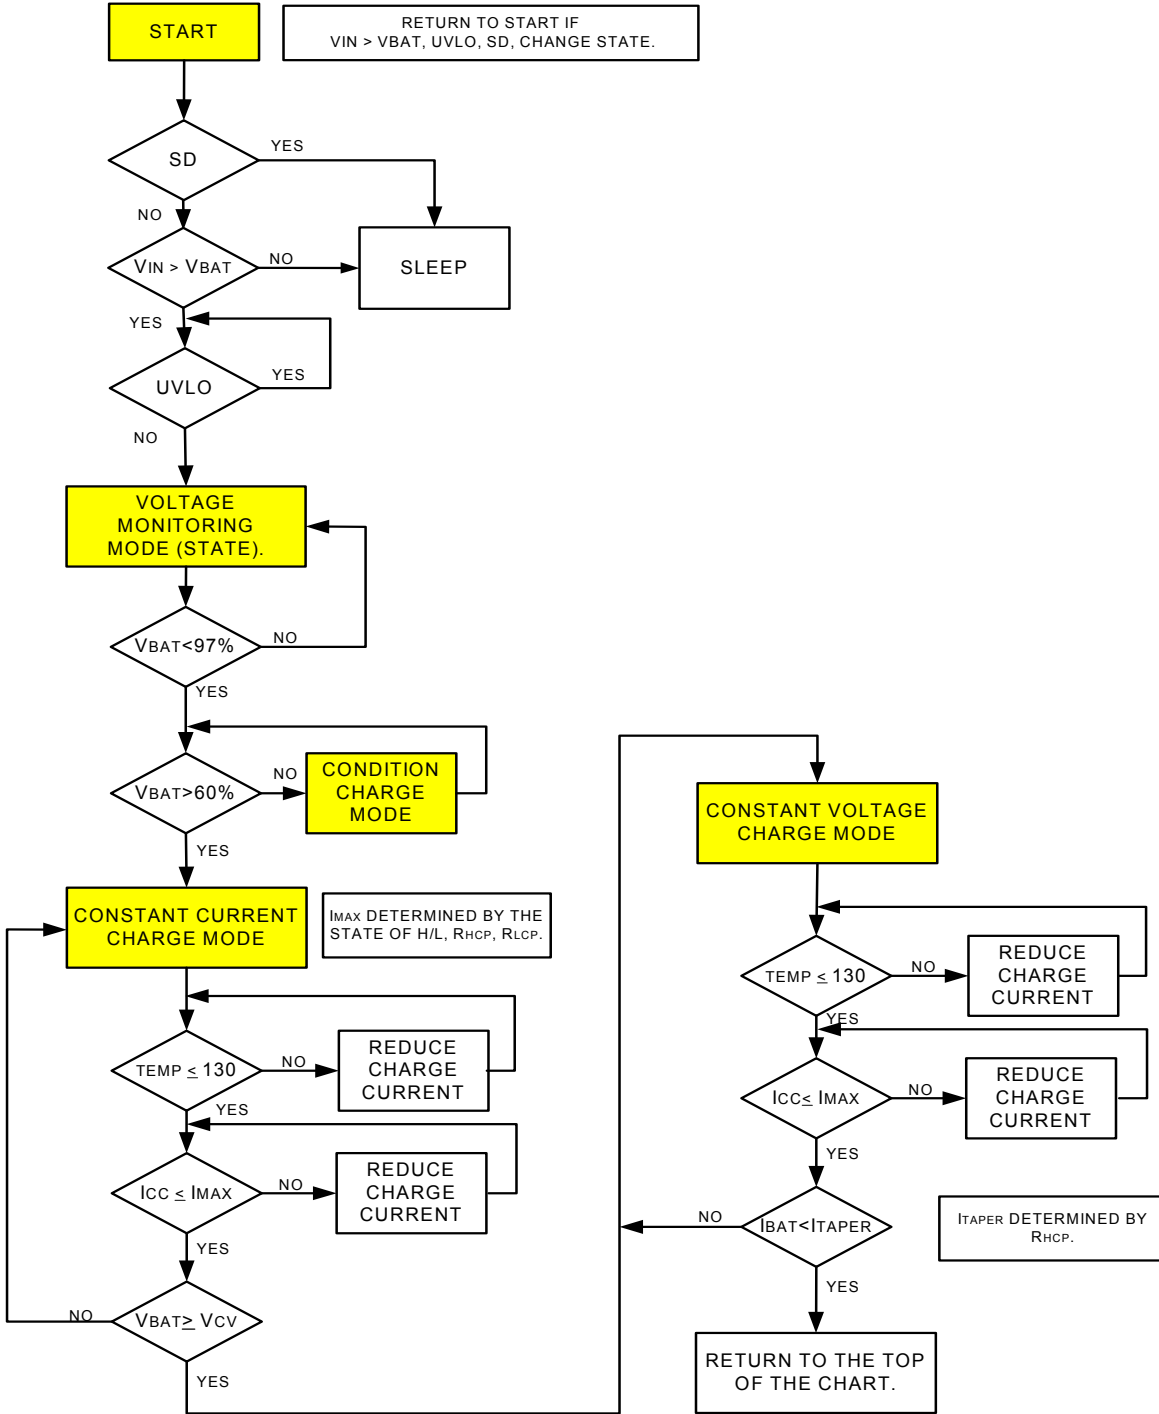 START
RETURN TO START IF
VIN > VBAT, UVLO, SD, CHANGE STATE.
SD
YES
NO
VIN > VBAT
NO
SLEEP
YES
UVLO
YES
NO
VOLTAGE
MONITORING
MODE (STATE).
VBAT<97%
NO
YES
VBAT>60%
NO
CONDITION
CHARGE
MODE
YES
CONSTANT CURRENT
CHARGE MODE
IMAX DETERMINED BY THE
STATE OF H/L, RHCP, RLCP.
TEMP ≤ 130
NO
REDUCE
CHARGE
CURRENT
YES
ICC ≤ IMAX
NO
REDUCE
CHARGE
CURRENT
YES
VBAT≥ VCV
NO
YES
CONSTANT VOLTAGE
CHARGE MODE
TEMP ≤ 130
NO
REDUCE
CHARGE
CURRENT
YES
ICC≤ IMAX
NO
REDUCE
CHARGE
CURRENT
YES
IBAT<ITAPER
NO
ITAPER DETERMINED BY
RHCP.
YES
RETURN TO THE TOP
OF THE CHART.